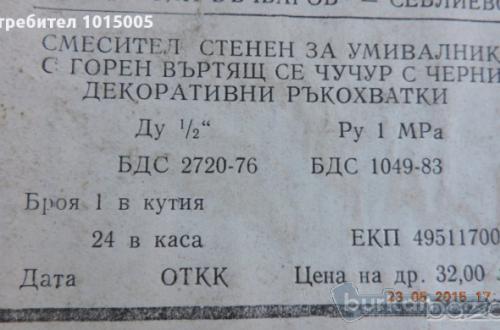 потребител 1015005
СЕВЛИЕВО
СМЕСИТЕЛ СТЕНЕН ЗА УМИВАЛНИК
С ГОРЕН ВЪРТЯЩ СЕ ЧУЧУР С ЧЕРНИ
ДЕКОРАТИВНИ РЪКОХВАТКИ
Ду 1/2“ Ру 1 МРа
БДС 2720-76 БДС 1049-83
Броя 1 в кутия
24 в каса ЕКП 49511700
Дата ОТКК Цена на др. 32,00
23 05 2015 17: